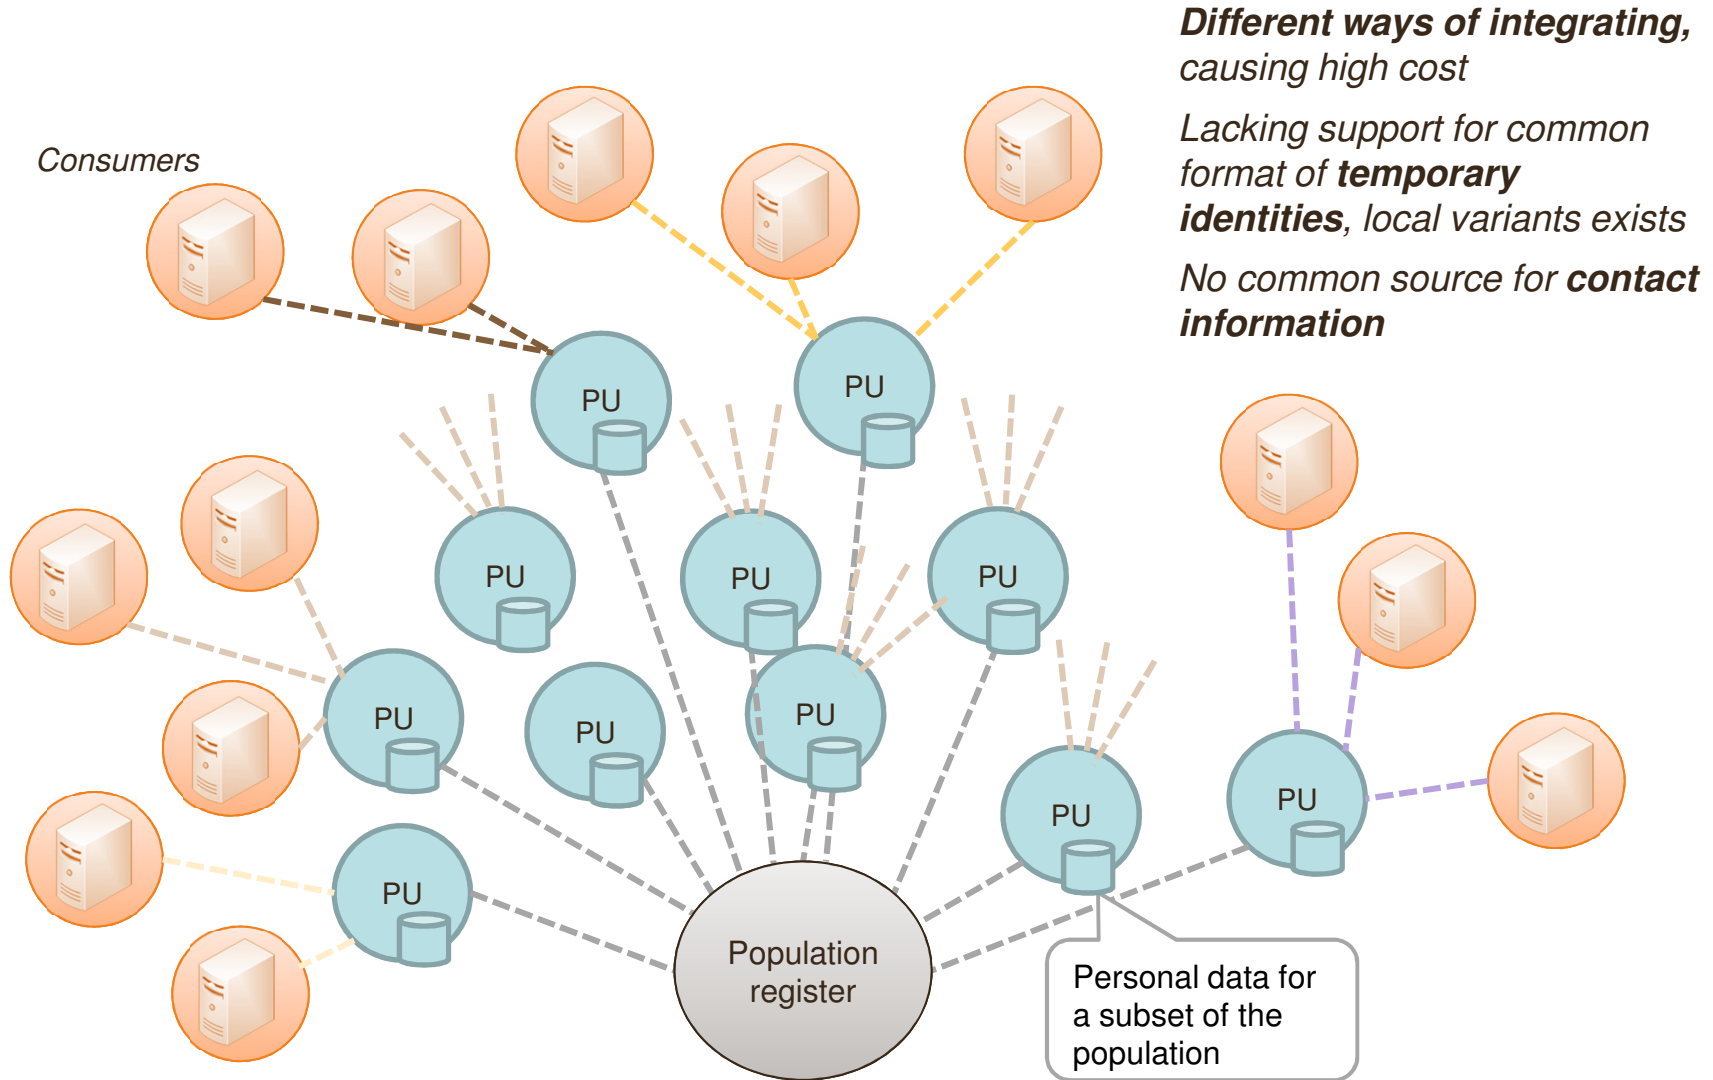 Different ways of integrating,
causing high cost
Lacking support for common
format of temporary
identities, local variants exists
No common source for contact
information
Consumers
PU
PU
PU
PU
PU
PU
PU
PU
PU
PU
PU
Population
register
Personal data for
a subset of the
population